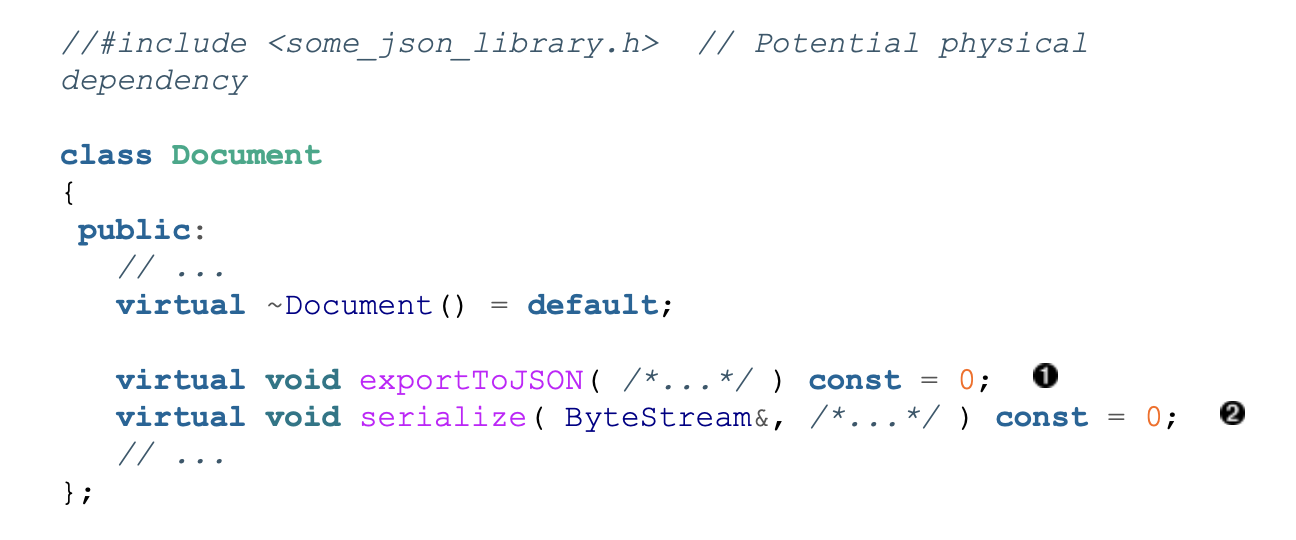 //#include <some_json_library.h>  // Potential physical
dependency
class Document
{
 public:
   // ...
   virtual ~Document() = default;
   virtual void exportToJSON( /*...*/ ) const = 0;  ❶
   virtual void serialize( ByteStream&, /*...*/ ) const = 0;  ❷
   // ...
};